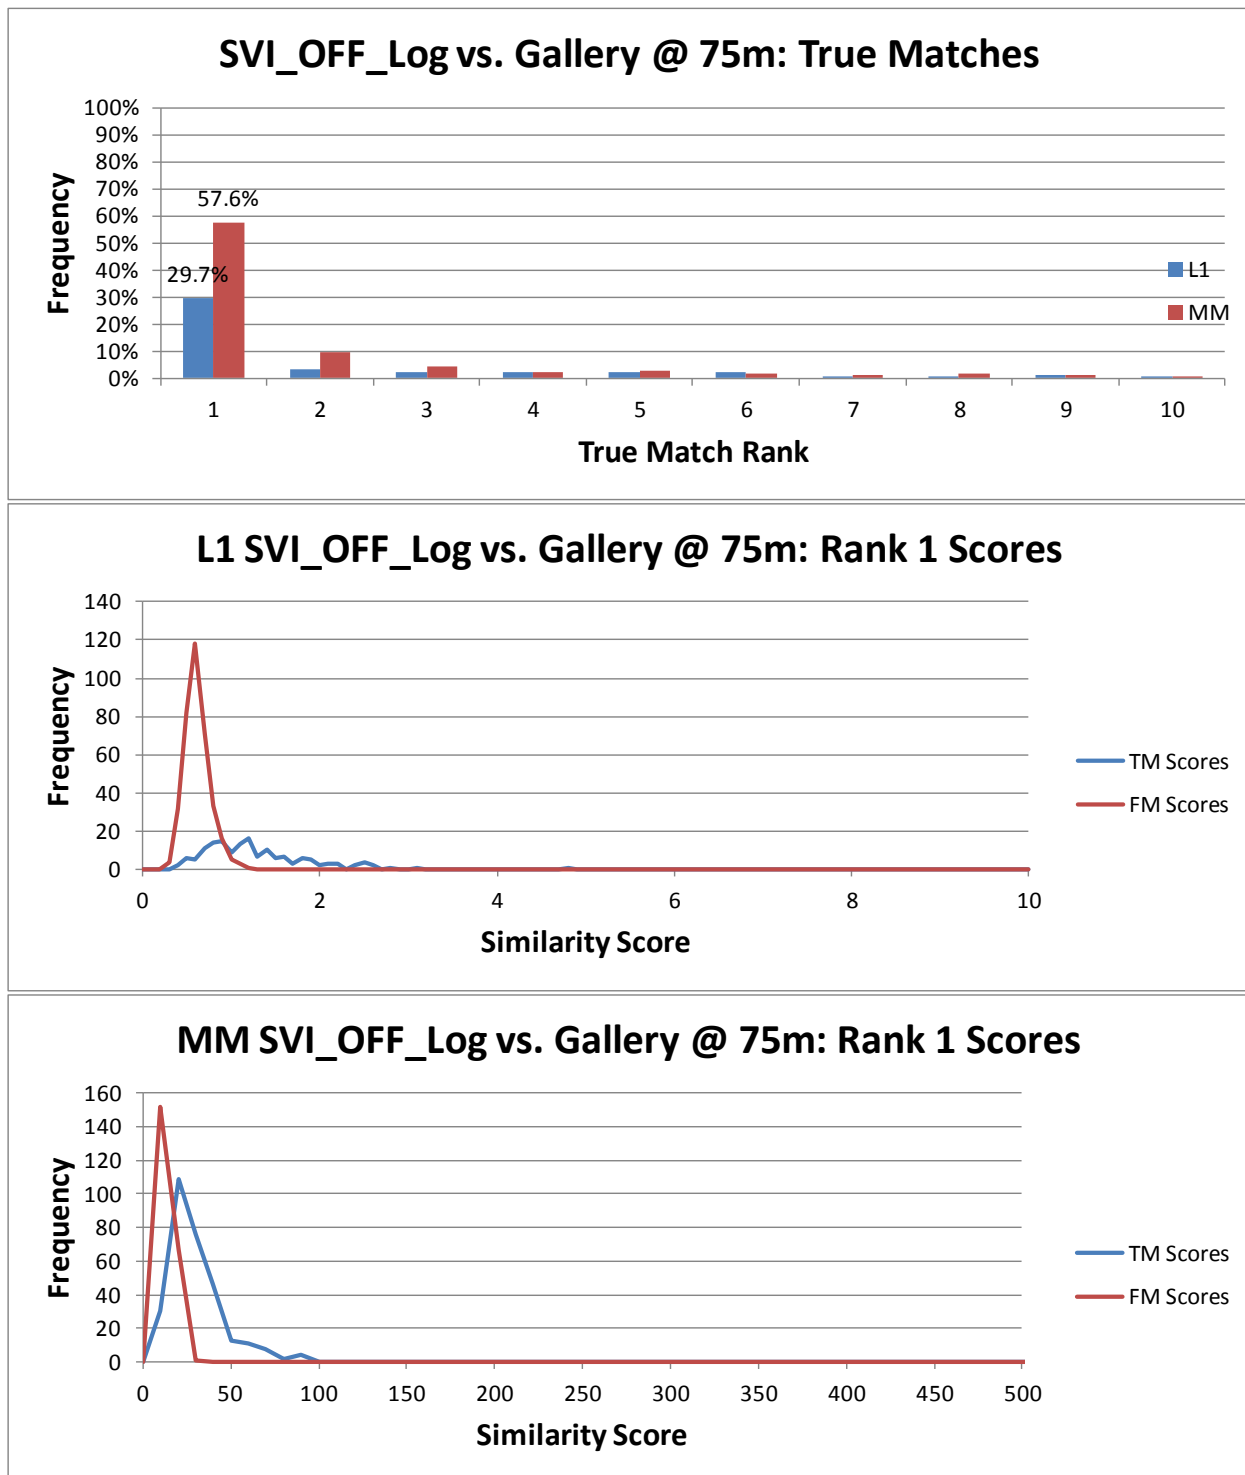 SVI_OFF_Log vs. Gallery @ 75m: True Matches
100%
90%
80%
70%
60%
50%
40%
30%
20%
10%
0%
Frequency
57.6%
29.7%
L1
MM
1 2 3 4 5 6 7 8 9 10
True Match Rank
L1 SVI_OFF_Log vs. Gallery @ 75m: Rank 1 Scores
140
120
100
80
60
40
20
0
Frequency
TM Scores
FM Scores
0 2 4 6 8 10
Similarity Score
MM SVI_OFF_Log vs. Gallery @ 75m: Rank 1 Scores
160
140
120
100
80
60
40
20
0
Frequency
TM Scores
FM Scores
0 50 100 150 200 250 300 350 400 450 500
Similarity Score